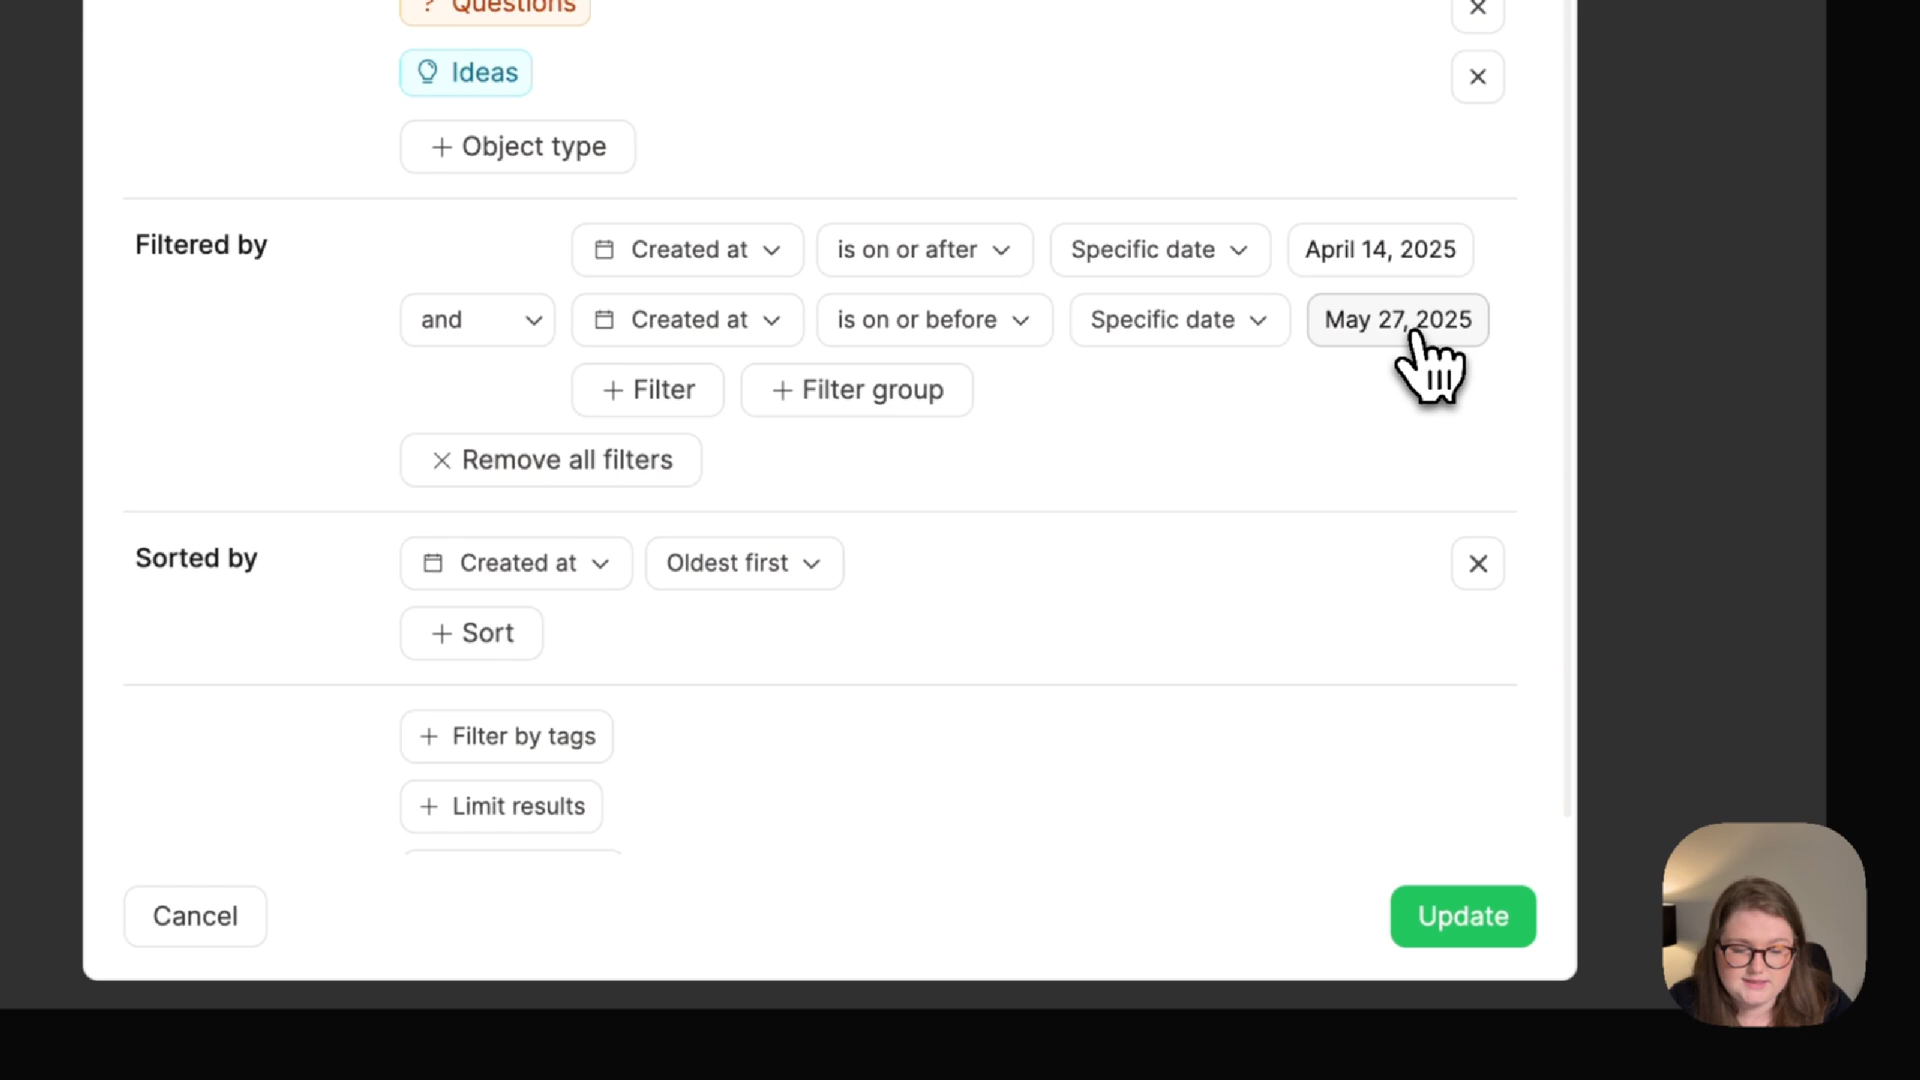 ? Questions
Ideas
+ Object type
Filtered by
Created at
is on or after
Specific date
April 14, 2025
and
Created at
is on or before
Specific date
May 27, 2025
+ Filter
+ Filter group
Remove all filters
Sorted by
Created at
Oldest first
+ Sort
+ Filter by tags
+ Limit results
Cancel
Update